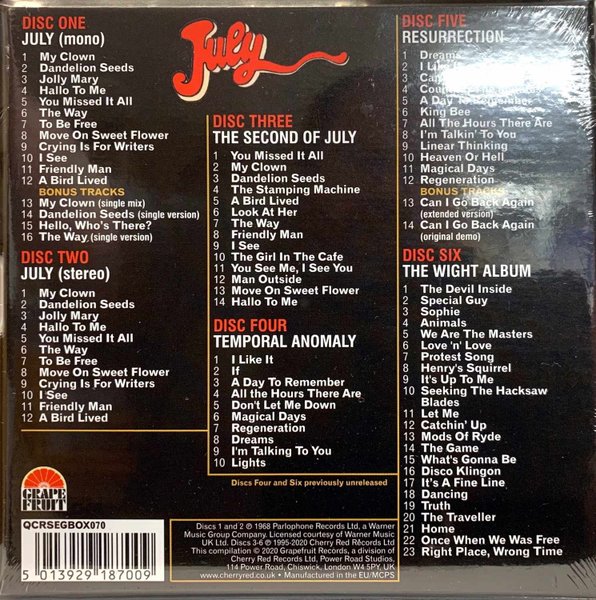 DISC ONE
JULY (mono)
1 My Clown
2 Dandelion Seeds
3 Jolly Mary
4 Hallo To Me
5 You Missed It All
6 The Way
7 To Be Free
8 Move On Sweet Flower
9 Crying Is For Writers
10 I See
11 Friendly Man
12 A Bird Lived
BONUS TRACKS
13 My Clown (single mix)
14 Dandelion Seeds (single version)
15 Hello, Who's There?
16 The Way (single version)
DISC TWO
JULY (stereo)
1 My Clown
2 Dandelion Seeds
3 Jolly Mary
4 Hallo To Me
5 You Missed It All
6 The Way
7 To Be Free
8 Move On Sweet Flower
9 Crying Is For Writers
10 I See
11 Friendly Man
12 A Bird Lived
GRAPE
FRUIT
QCRSEGBOX070
5 013929 187009
July
DISC THREE
THE SECOND OF JULY
1 You Missed It All
2 My Clown
3 Dandelion Seeds
4 The Stamping Machine
5 A Bird Lived
6 Look At Her
7 The Way
8 Friendly Man
9 I See
10 The Girl In The Cafe
11 You See Me, I See You
12 Man Outside
13 Move On Sweet Flower
14 Hallo To Me
DISC FOUR
TEMPORAL ANOMALY
1 I Like It
2 If
3 A Day To Remember
4 All the Hours There Are
5 Don't Let Me Down
6 Magical Days
7 Regeneration
8 Dreams
9 I'm Talking To You
10 Lights
Discs Four and Six previously unreleased
DISC FIVE
RESURRECTION
1 Dreams
2 I Like It
3
4
5 A Day To Remember
6 King Bee
7 All The Hours There Are
8 I'm Talkin' To You
9 Linear Thinking
10 Heaven Or Hell
11 Magical Days
12 Regeneration
BONUS TRACKS
13 Can I Go Back Again
(extended version)
14 Can I Go Back Again
(original demo)
DISC SIX
THE WIGHT ALBUM
1 The Devil Inside
2 Special Guy
3 Sophie
4 Animals
5 We Are The Masters
6 Love 'n' Love
7 Protest Song
8 Henry's Squirrel
9 It's Up To Me
10 Seeking The Hacksaw
Blades
11 Let Me
12 Catchin' Up
13 Mods Of Ryde
14 The Game
15 What's Gonna Be
16 Disco Klingon
17 It's A Fine Line
18 Dancing
19 Truth
20 The Traveller
21 Home
22 Once When We Was Free
23 Right Place, Wrong Time
Discs 1 and 2 ℗ 1968 Parlophone Records Ltd, a Warner
Music Group Company. Licensed courtesy of Warner Music
UK Ltd. Discs 3-6 ℗ 1995-2020 Cherry Red Records Ltd
This compilation © 2020 Grapefruit Records, a division of
Cherry Red Records Ltd, Power Road Studios,
114 Power Road, Chiswick, London W4 5PY, UK
www.cherryred.co.uk • Manufactured in the EU/MCPS